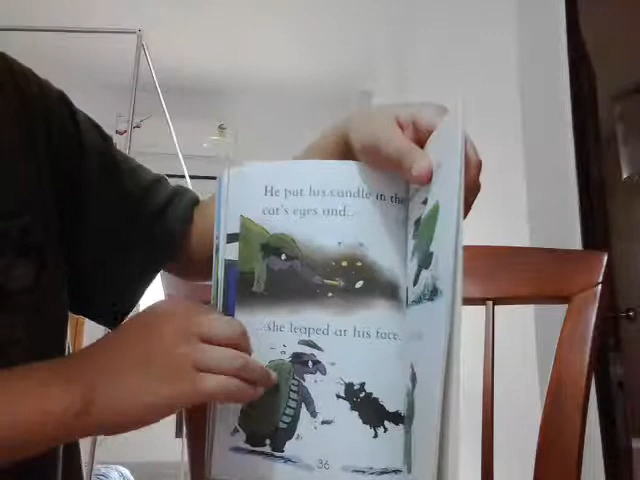 He put his candle in the
cat's eyes and..
...she leaped at his face.
36